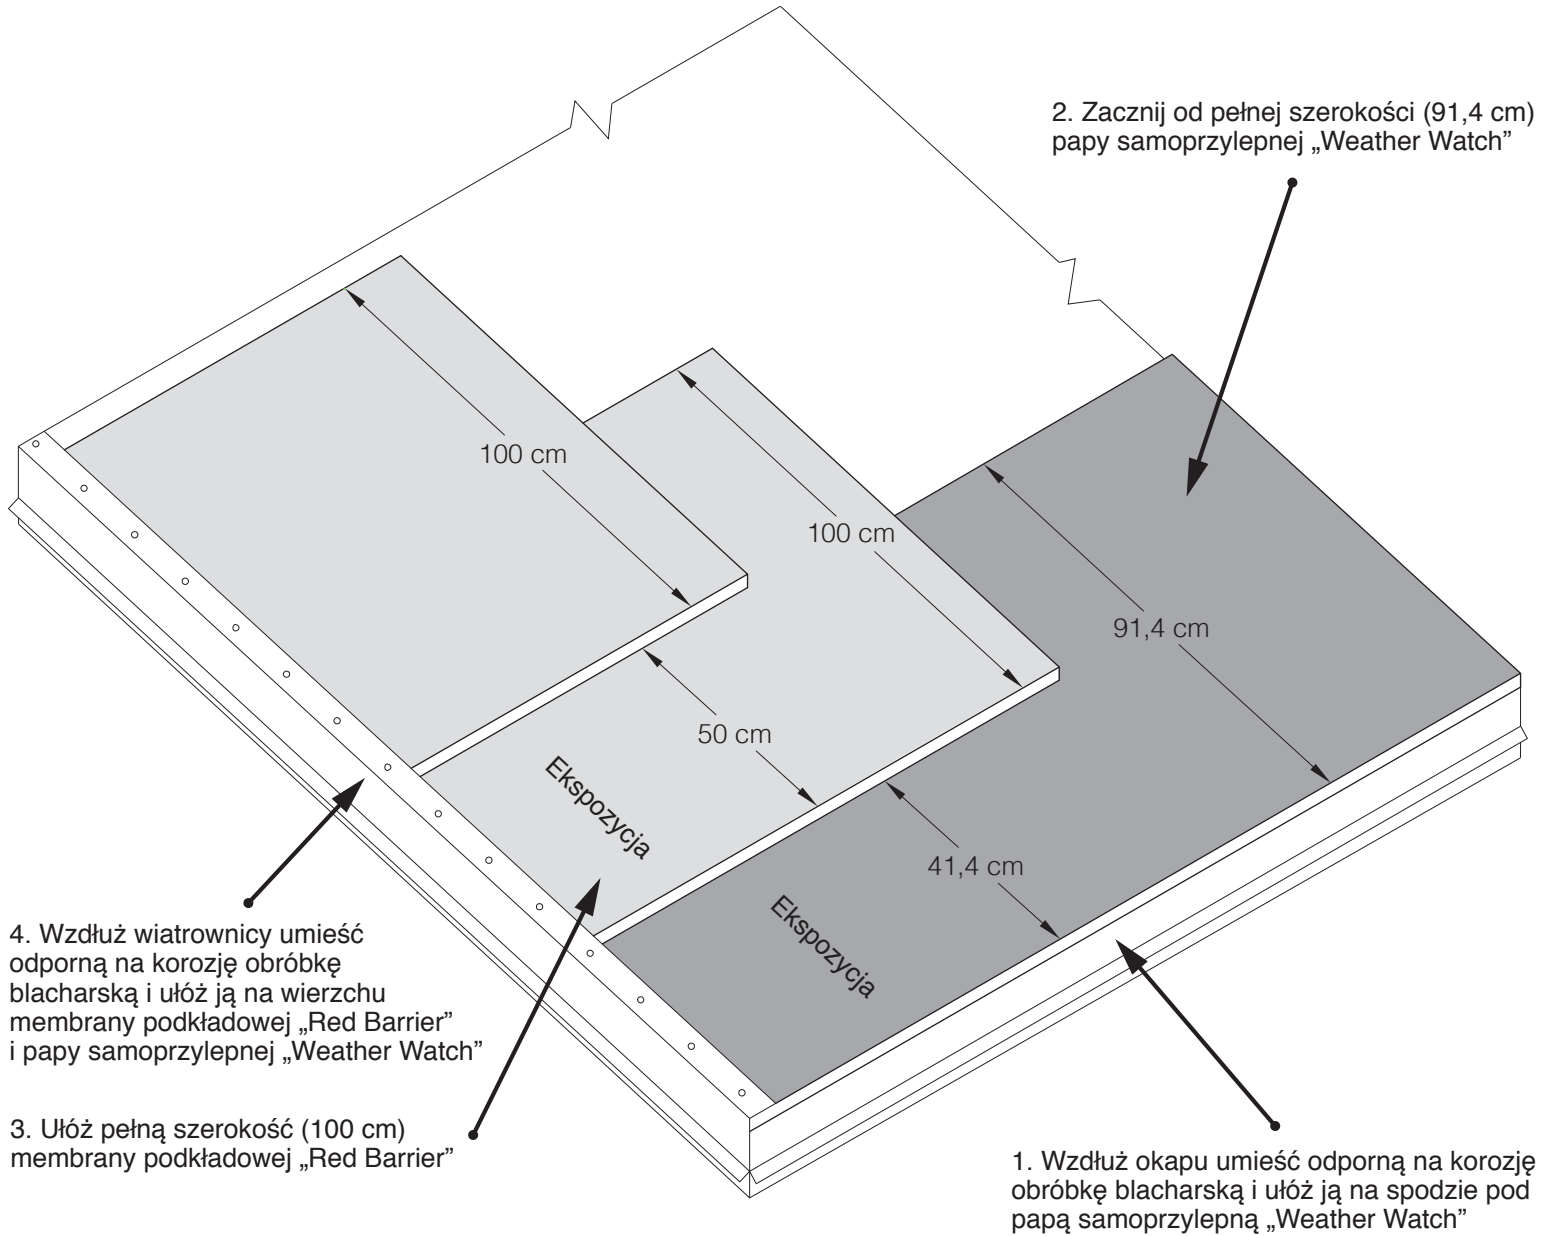 2. Zacznij od pełnej szerokości (91,4 cm)
papy samoprzylepnej „Weather Watch”
100 cm
100 cm
91,4 cm
50 cm
Ekspozycja
41,4 cm
Ekspozycja
4. Wzdłuż wiatrownicy umieść
odporną na korozję obróbkę
blacharską i ułóż ją na wierzchu
membrany podkładowej „Red Barrier”
i papy samoprzylepnej „Weather Watch”
3. Ułóż pełną szerokość (100 cm)
membrany podkładowej „Red Barrier”
1. Wzdłuż okapu umieść odporną na korozję
obróbkę blacharską i ułóż ją na spodzie pod
papą samoprzylepną „Weather Watch”